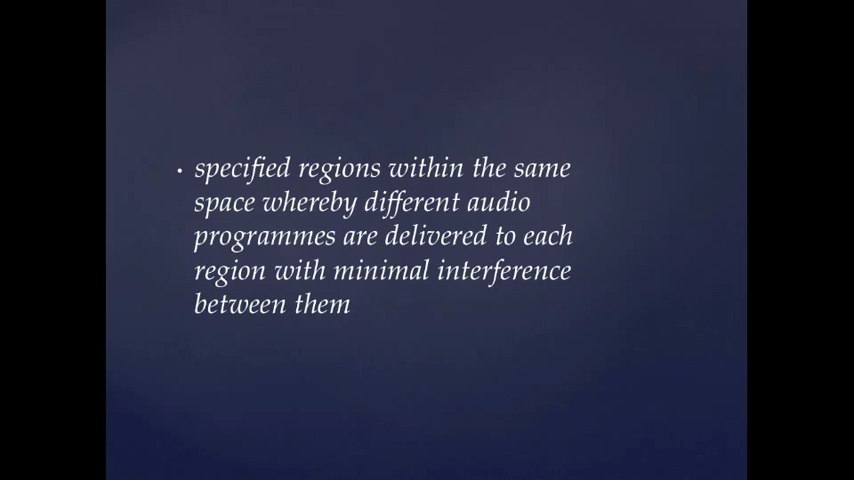 • specified regions within the same
space whereby different audio
programmes are delivered to each
region with minimal interference
between them